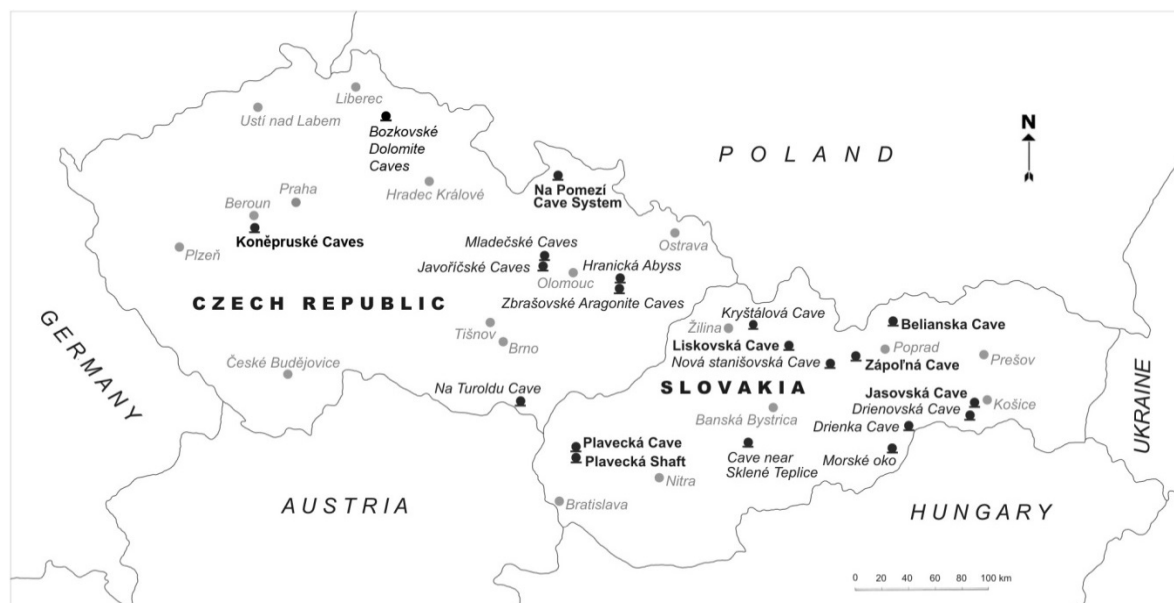 Liberec
Ustí nad Labem
Bozkovské
Dolomite
Caves
POLAND
N
Praha
Beroun
Hradec Králové
Na Pomezí
Cave System
Koněpruské Caves
Plzeň
Mladečské Caves
Javoříčské Caves
Olomouc
Hranická Abyss
Zbrašovské Aragonite Caves
Ostrava
CZECH REPUBLIC
GERMANY
Tišnov
Brno
České Budějovice
Na Turoldu Cave
Kryštálová Cave
Žilina
Liskovská Cave
Nová stanišovská Cave
Belianska Cave
Poprad
Zápoľná Cave
Prešov
SLOVAKIA
Jasovská Cave
Košice
Drienovská Cave
Banská Bystrica
Drienka Cave
UKRAINE
Plavecká Cave
Plavecká Shaft
Cave near
Sklené Teplice
Morské oko
Nitra
Bratislava
AUSTRIA
HUNGARY
0 20 40 60 80 100 km